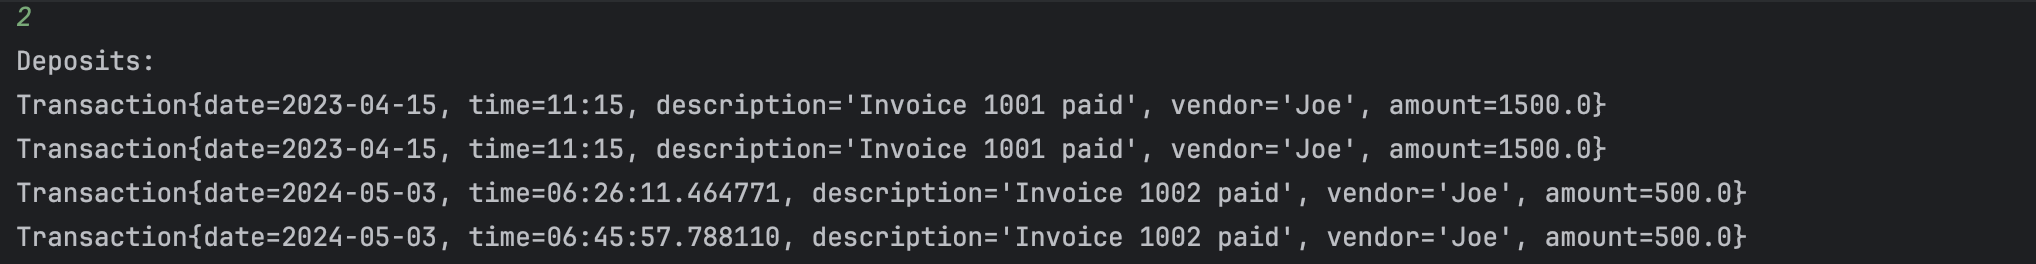 2
Deposits:
Transaction{date=2023-04-15, time=11:15, description='Invoice 1001 paid', vendor='Joe', amount=1500.0}
Transaction{date=2023-04-15, time=11:15, description='Invoice 1001 paid', vendor='Joe', amount=1500.0}
Transaction{date=2024-05-03, time=06:26:11.464771, description='Invoice 1002 paid', vendor='Joe', amount=500.0}
Transaction{date=2024-05-03, time=06:45:57.788110, description='Invoice 1002 paid', vendor='Joe', amount=500.0}